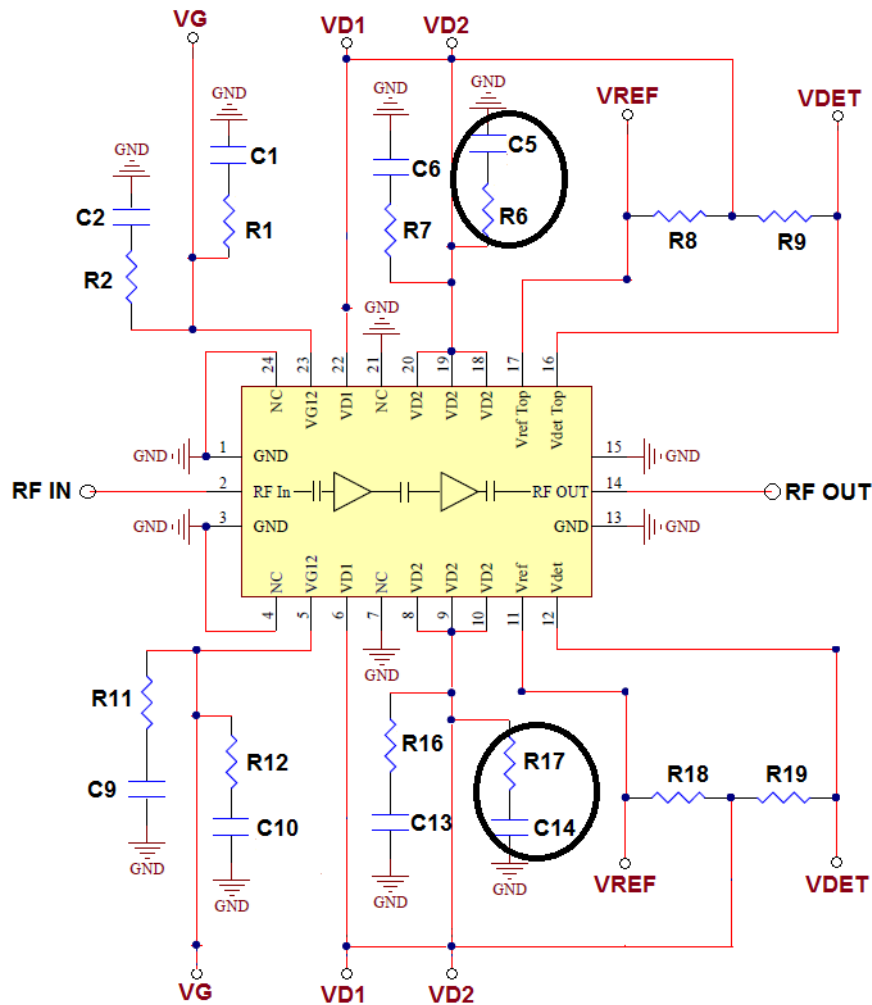 VG VD1 VD2
GND GND GND
VREF VDET
C1 C6 C5
GND
C2 R1 R7 R6
R8 R9
R2
GND
24 23 22 21 20 19 18 17 16
NC VG12 VD1 NC VD2 VD2 VD2 Vref Top Vdet Top
GND 1 GND 15 GND
RF IN 2 RF In RF OUT 14 RF OUT
GND 3 GND GND 13 GND
NC VG12 VD1 NC VD2 VD2 VD2 Vref Vdet
4 5 6 7 8 9 10 11 12
GND
R11
R12 R16 R17 R18 R19
C9 C10 C13 C14
GND GND GND GND
VREF VDET
VG VD1 VD2